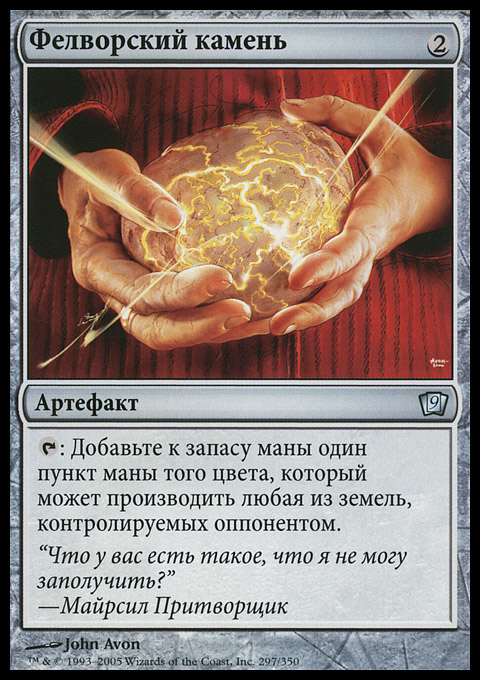 Фелворский камень 2
Артефакт 9
: Добавьте к запасу маны один
пункт маны того цвета, который
может производить любая из земель,
контролируемых оппонентом.
“Что у вас есть такое, что я не могу
заполучить?”
—Майрсил Притворщик
John Avon
™ & © 1993–2005 Wizards of the Coast, Inc. 297/350